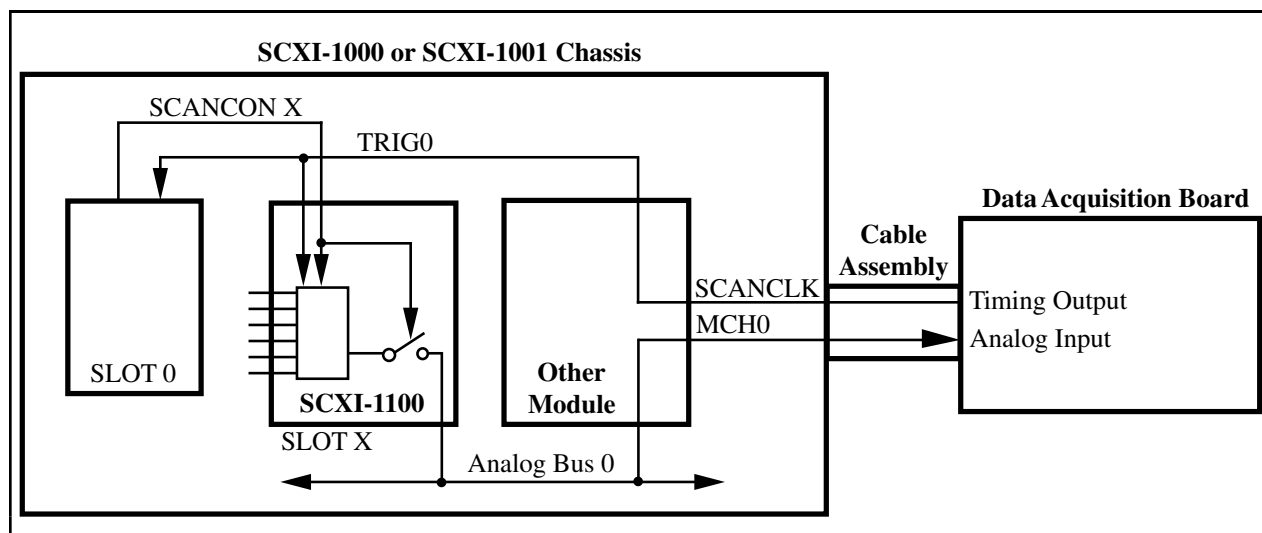 SCXI-1000 or SCXI-1001 Chassis
SCANCON X
TRIG0
Data Acquisition Board
Cable
Assembly
SCANCLK
Timing Output
MCH0
Analog Input
SLOT 0
Other
Module
SCXI-1100
SLOT X
Analog Bus 0